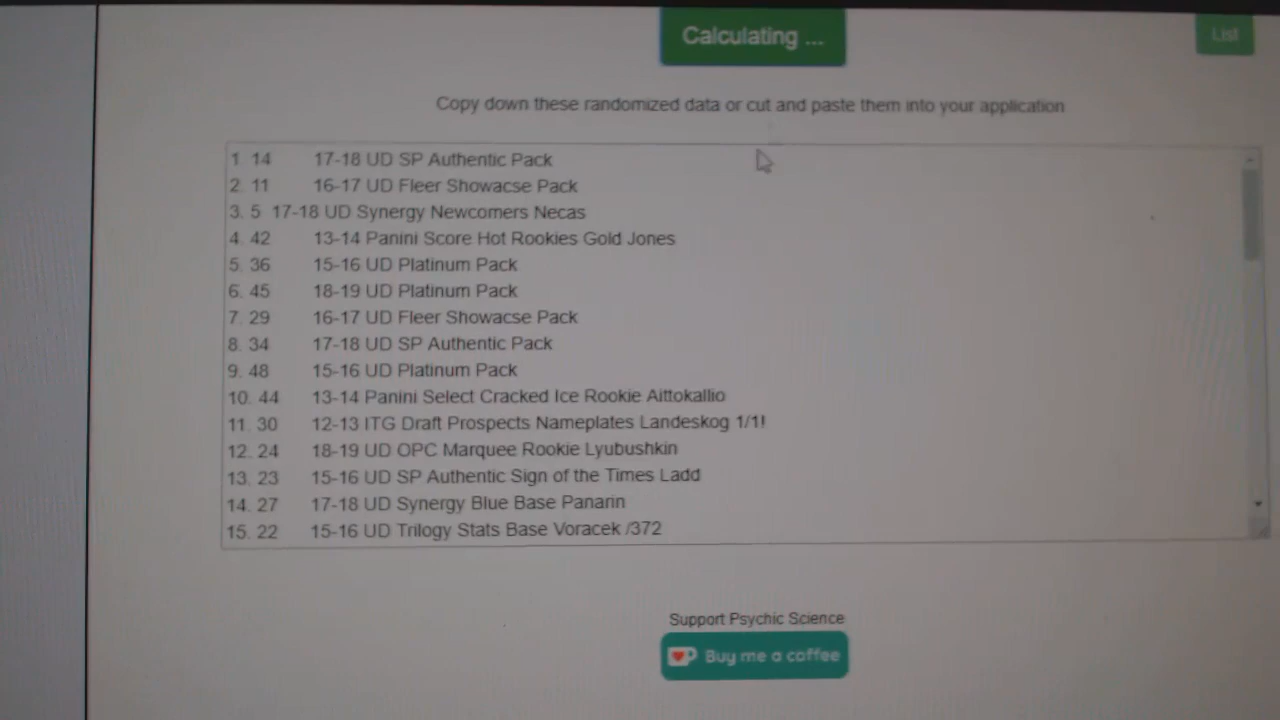 Calculating ...
List
Copy down these randomized data or cut and paste them into your application
1. 14 17-18 UD SP Authentic Pack
2. 11 16-17 UD Fleer Showacse Pack
3. 5 17-18 UD Synergy Newcomers Necas
4. 42 13-14 Panini Score Hot Rookies Gold Jones
5. 36 15-16 UD Platinum Pack
6. 45 18-19 UD Platinum Pack
7. 29 16-17 UD Fleer Showacse Pack
8. 34 17-18 UD SP Authentic Pack
9. 48 15-16 UD Platinum Pack
10. 44 13-14 Panini Select Cracked Ice Rookie Aittokallio
11. 30 12-13 ITG Draft Prospects Nameplates Landeskog 1/1!
12. 24 18-19 UD OPC Marquee Rookie Lyubushkin
13. 23 15-16 UD SP Authentic Sign of the Times Ladd
14. 27 17-18 UD Synergy Blue Base Panarin
15. 22 15-16 UD Trilogy Stats Base Voracek /372
Support Psychic Science
Buy me a coffee